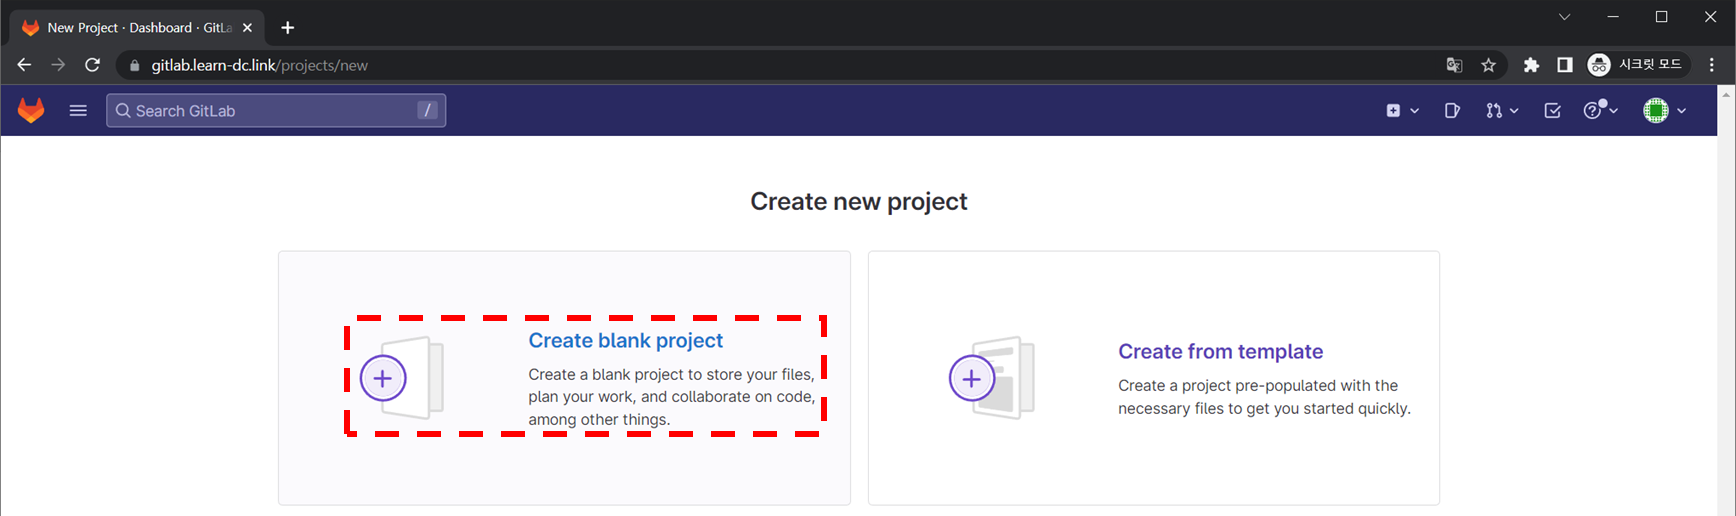 New Project · Dashboard · GitLa
gitlab.learn-dc.link/projects/new
시크릿 모드
Search GitLab
/
Create new project
Create blank project
Create a blank project to store your files,
plan your work, and collaborate on code,
among other things.
Create from template
Create a project pre-populated with the
necessary files to get you started quickly.